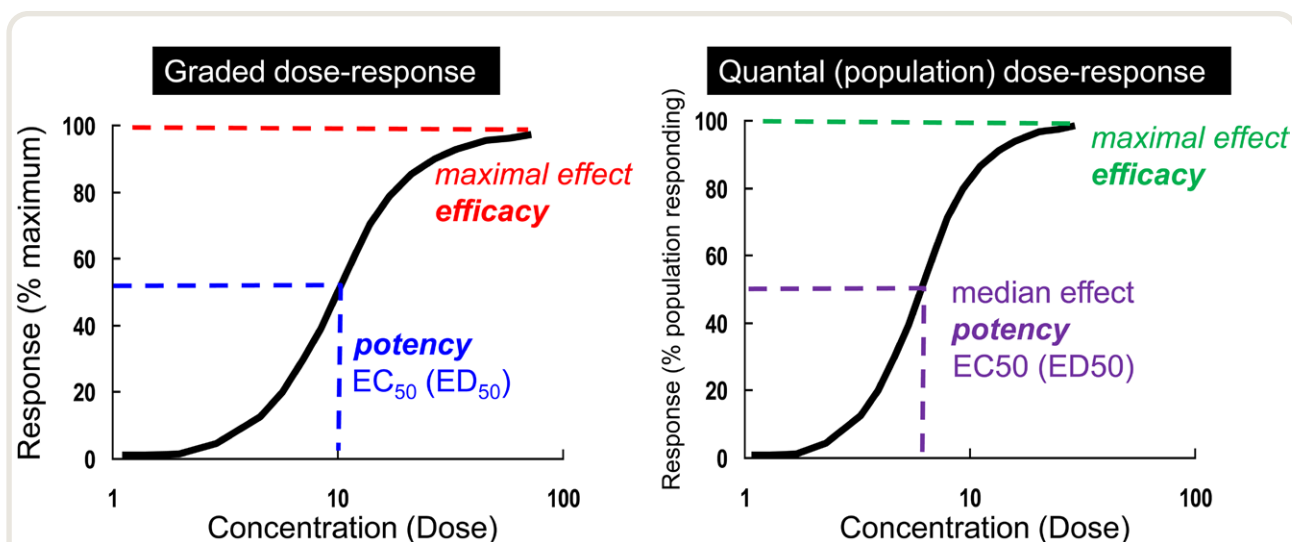 Graded dose-response
Response (% maximum)
100
80
60
40
20
0
maximal effect
efficacy
potency
EC₅₀ (ED₅₀)
1
10
100
Concentration (Dose)
Quantal (population) dose-response
Response (% population responding)
100
80
60
40
20
0
maximal effect
efficacy
median effect
potency
EC50 (ED50)
1
10
100
Concentration (Dose)